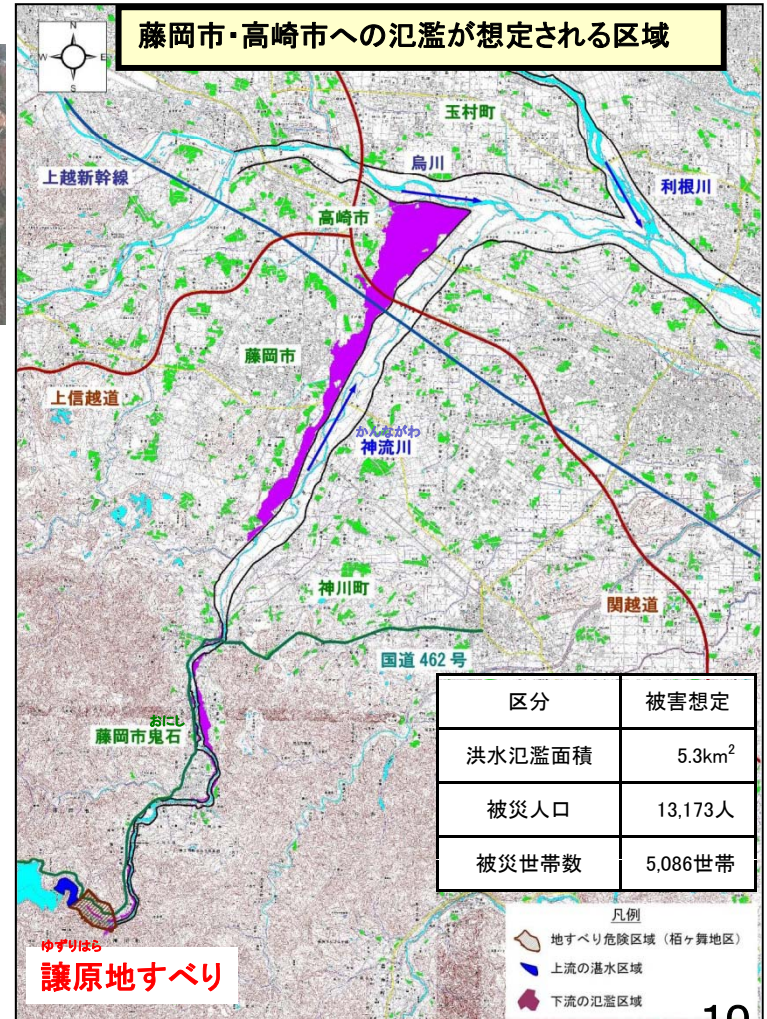 藤岡市・高崎市への氾濫が想定される区域
N
W E
S
玉村町
烏川
上越新幹線
利根川
高崎市
藤岡市
上信越道
かんながわ
神流川
神川町
関越道
国道462号
おにし
藤岡市鬼石
区分 被害想定
洪水氾濫面積 5.3km²
被災人口 13,173人
被災世帯数 5,086世帯
凡例
地すべり危険区域（栢ヶ舞地区）
上流の湛水区域
下流の氾濫区域
ゆずりはら
譲原地すべり